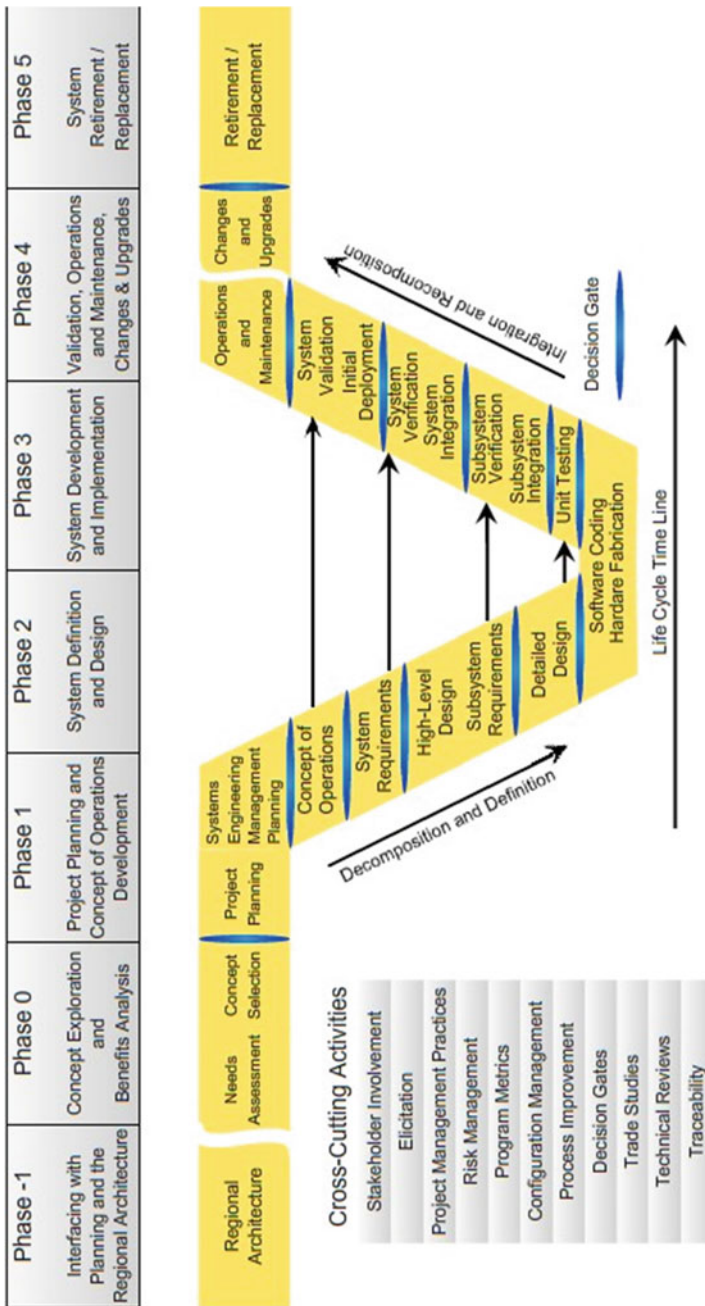 Phase -1
Interfacing with
Planning and the
Regional Architecture
Phase 0
Concept Exploration
and
Benefits Analysis
Phase 1
Project Planning and
Concept of Operations
Development
Phase 2
System Definition
and Design
Phase 3
System Development
and Implementation
Phase 4
Validation, Operations
and Maintenance,
Changes & Upgrades
Phase 5
System
Retirement /
Replacement
Regional
Architecture
Needs
Assessment
Concept
Selection
Project
Planning
Systems
Engineering
Management
Planning
Concept of
Operations
System
Requirements
High-Level
Design
Subsystem
Requirements
Detailed
Design
Software Coding
Hardare Fabrication
Unit Testing
Subsystem
Integration
Subsystem
Verification
System
Integration
System
Verification
Initial
Deployment
System
Validation
Operations
and
Maintenance
Changes
and
Upgrades
Retirement/
Replacement
Decomposition and Definition
Integration and Recomposition
Decision Gate
Life Cycle Time Line
Cross-Cutting Activities
Stakeholder Involvement
Elicitation
Project Management Practices
Risk Management
Program Metrics
Configuration Management
Process Improvement
Decision Gates
Trade Studies
Technical Reviews
Traceability